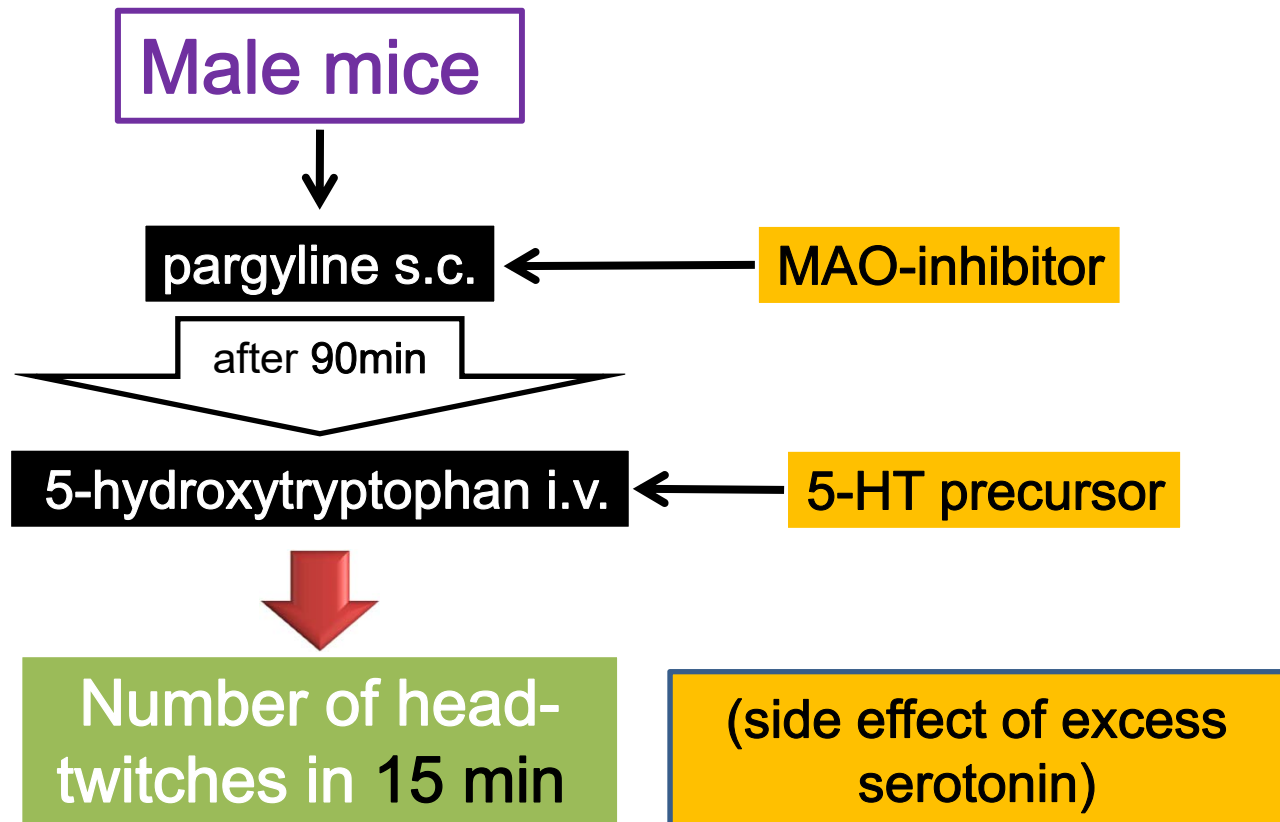 Male mice
pargyline s.c.
MAO-inhibitor
after 90min
5-hydroxytryptophan i.v.
5-HT precursor
Number of head-
twitches in 15 min
(side effect of excess
serotonin)